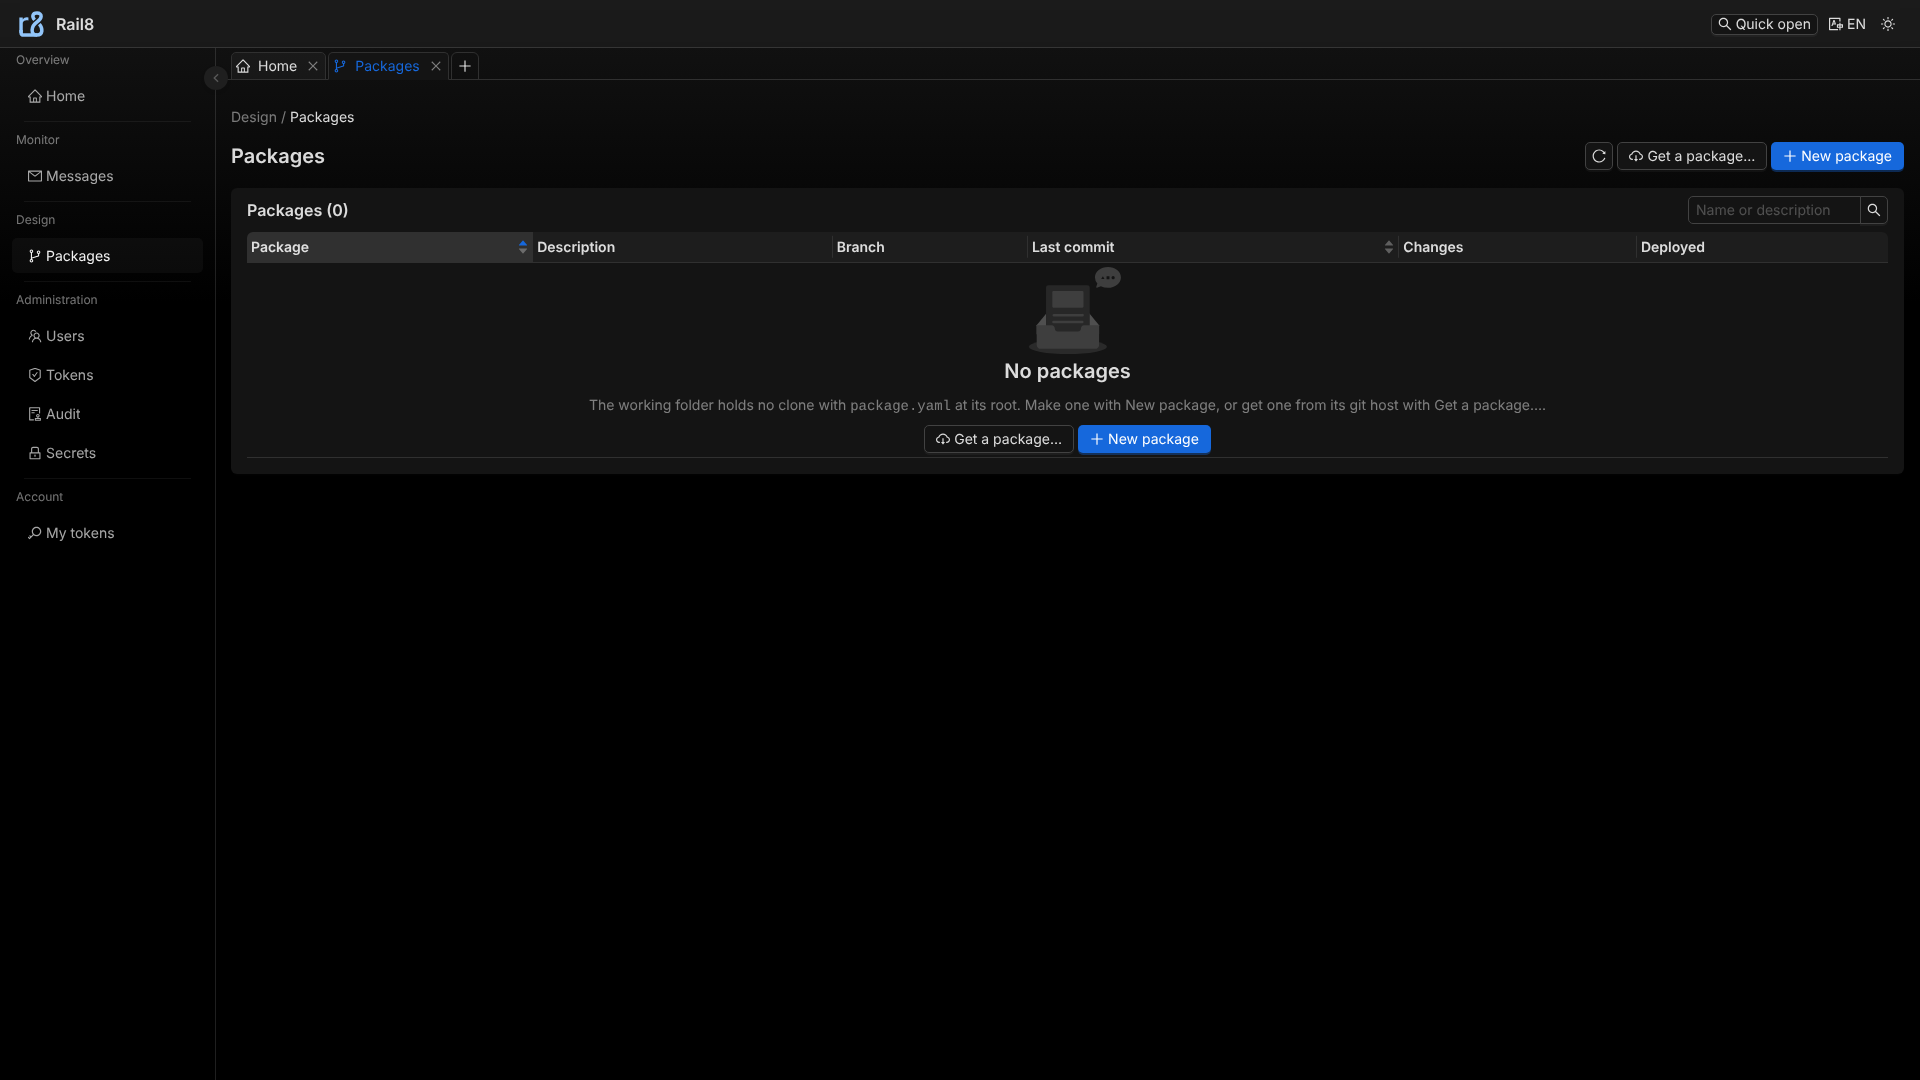 r8 Rail8
Quick open
EN
Overview
Home
Monitor
Messages
Design
Packages
Administration
Users
Tokens
Audit
Secrets
Account
My tokens
Home
Packages
Design / Packages
Packages
Get a package...
New package
Packages (0)
Name or description
Package Description Branch Last commit Changes Deployed
No packages
The working folder holds no clone with package.yaml at its root. Make one with New package, or get one from its git host with Get a package....
Get a package...
New package